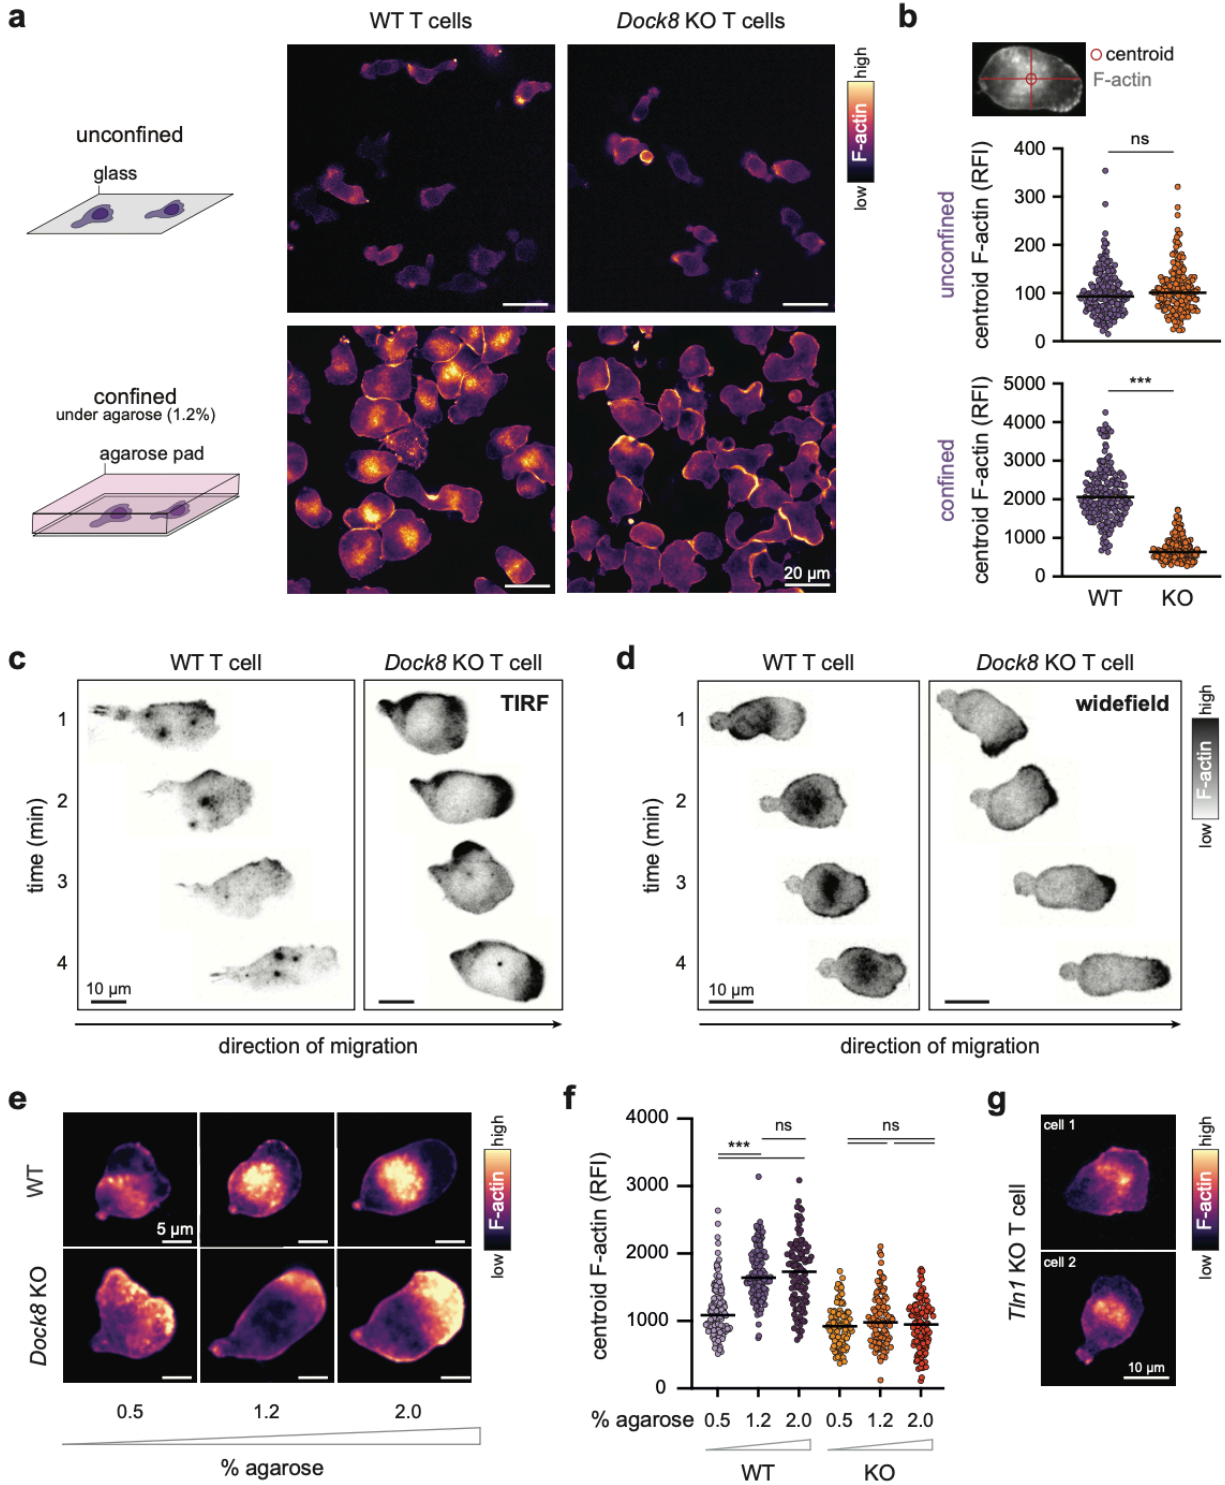 a
WT T cells
Dock8 KO T cells
unconfined
glass
high
F-actin
low
confined
under agarose (1.2%)
agarose pad
20 µm
b
centroid
F-actin
unconfined
centroid F-actin (RFI)
400
300
200
100
0
ns
confined
centroid F-actin (RFI)
5000
4000
3000
2000
1000
0
***
WT
KO
c
WT T cell
Dock8 KO T cell
TIRF
time (min)
1
2
3
4
10 µm
direction of migration
d
WT T cell
Dock8 KO T cell
widefield
time (min)
1
2
3
4
10 µm
direction of migration
high
F-actin
low
e
WT
5 µm
Dock8 KO
high
F-actin
low
0.5
1.2
2.0
% agarose
f
centroid F-actin (RFI)
4000
3000
2000
1000
0
***
ns
ns
% agarose
0.5
1.2
2.0
0.5
1.2
2.0
WT
KO
g
Tln1 KO T cell
cell 1
cell 2
10 µm
high
F-actin
low